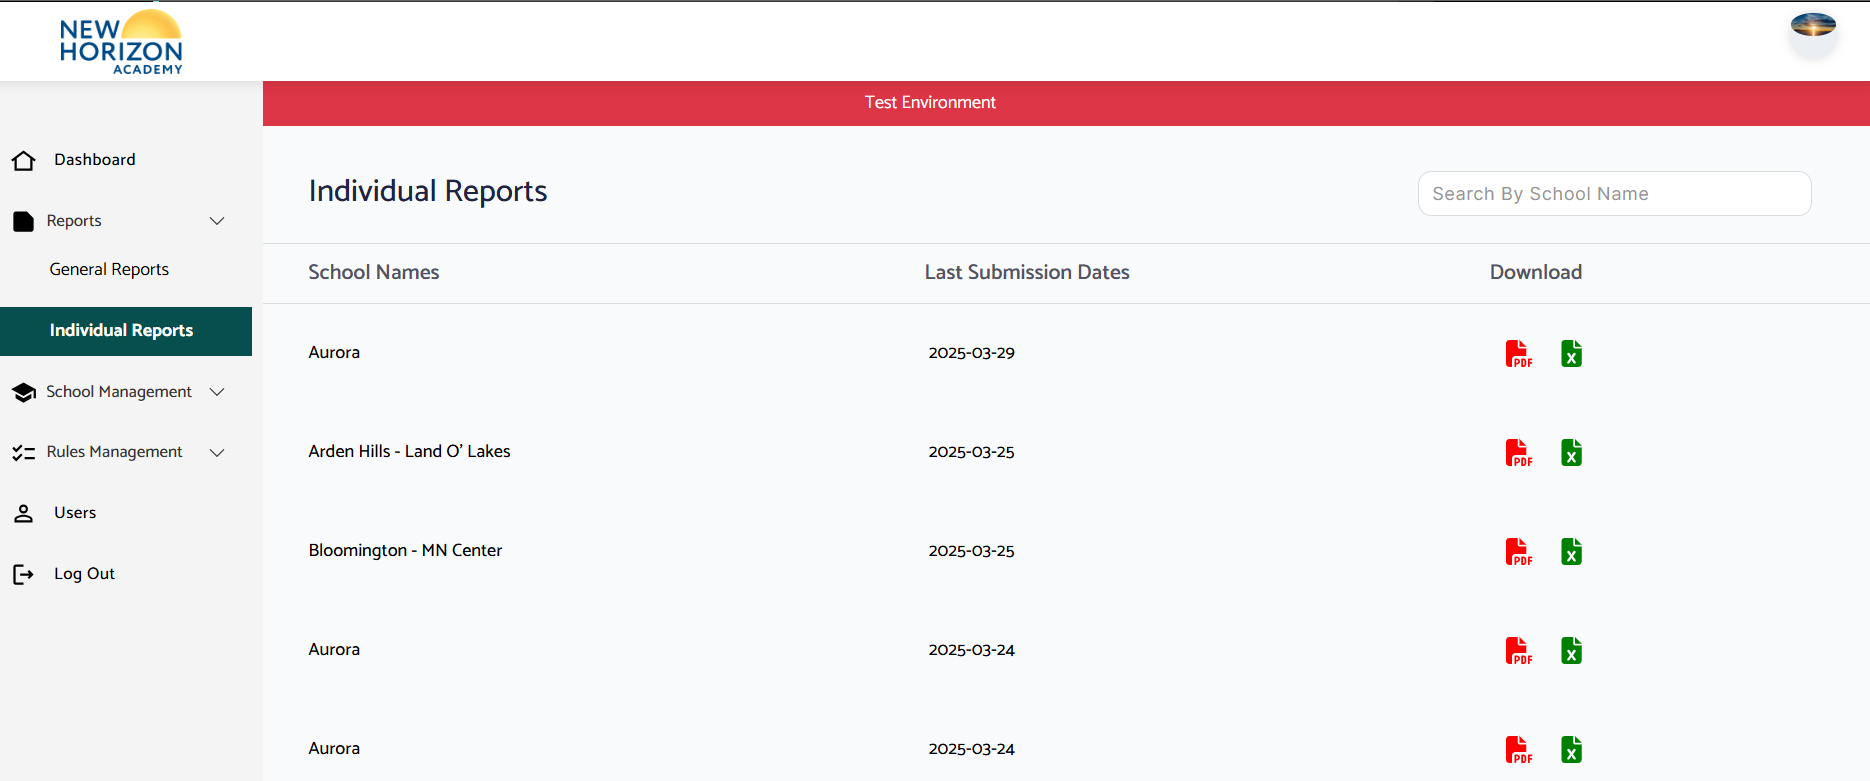 NEW
HORIZON
ACADEMY
Test Environment
Dashboard
Reports
General Reports
Individual Reports
School Management
Rules Management
Users
Log Out
Individual Reports
Search By School Name
School Names Last Submission Dates Download
Aurora 2025-03-29 PDF X
Arden Hills - Land O’ Lakes 2025-03-25 PDF X
Bloomington - MN Center 2025-03-25 PDF X
Aurora 2025-03-24 PDF X
Aurora 2025-03-24 PDF X